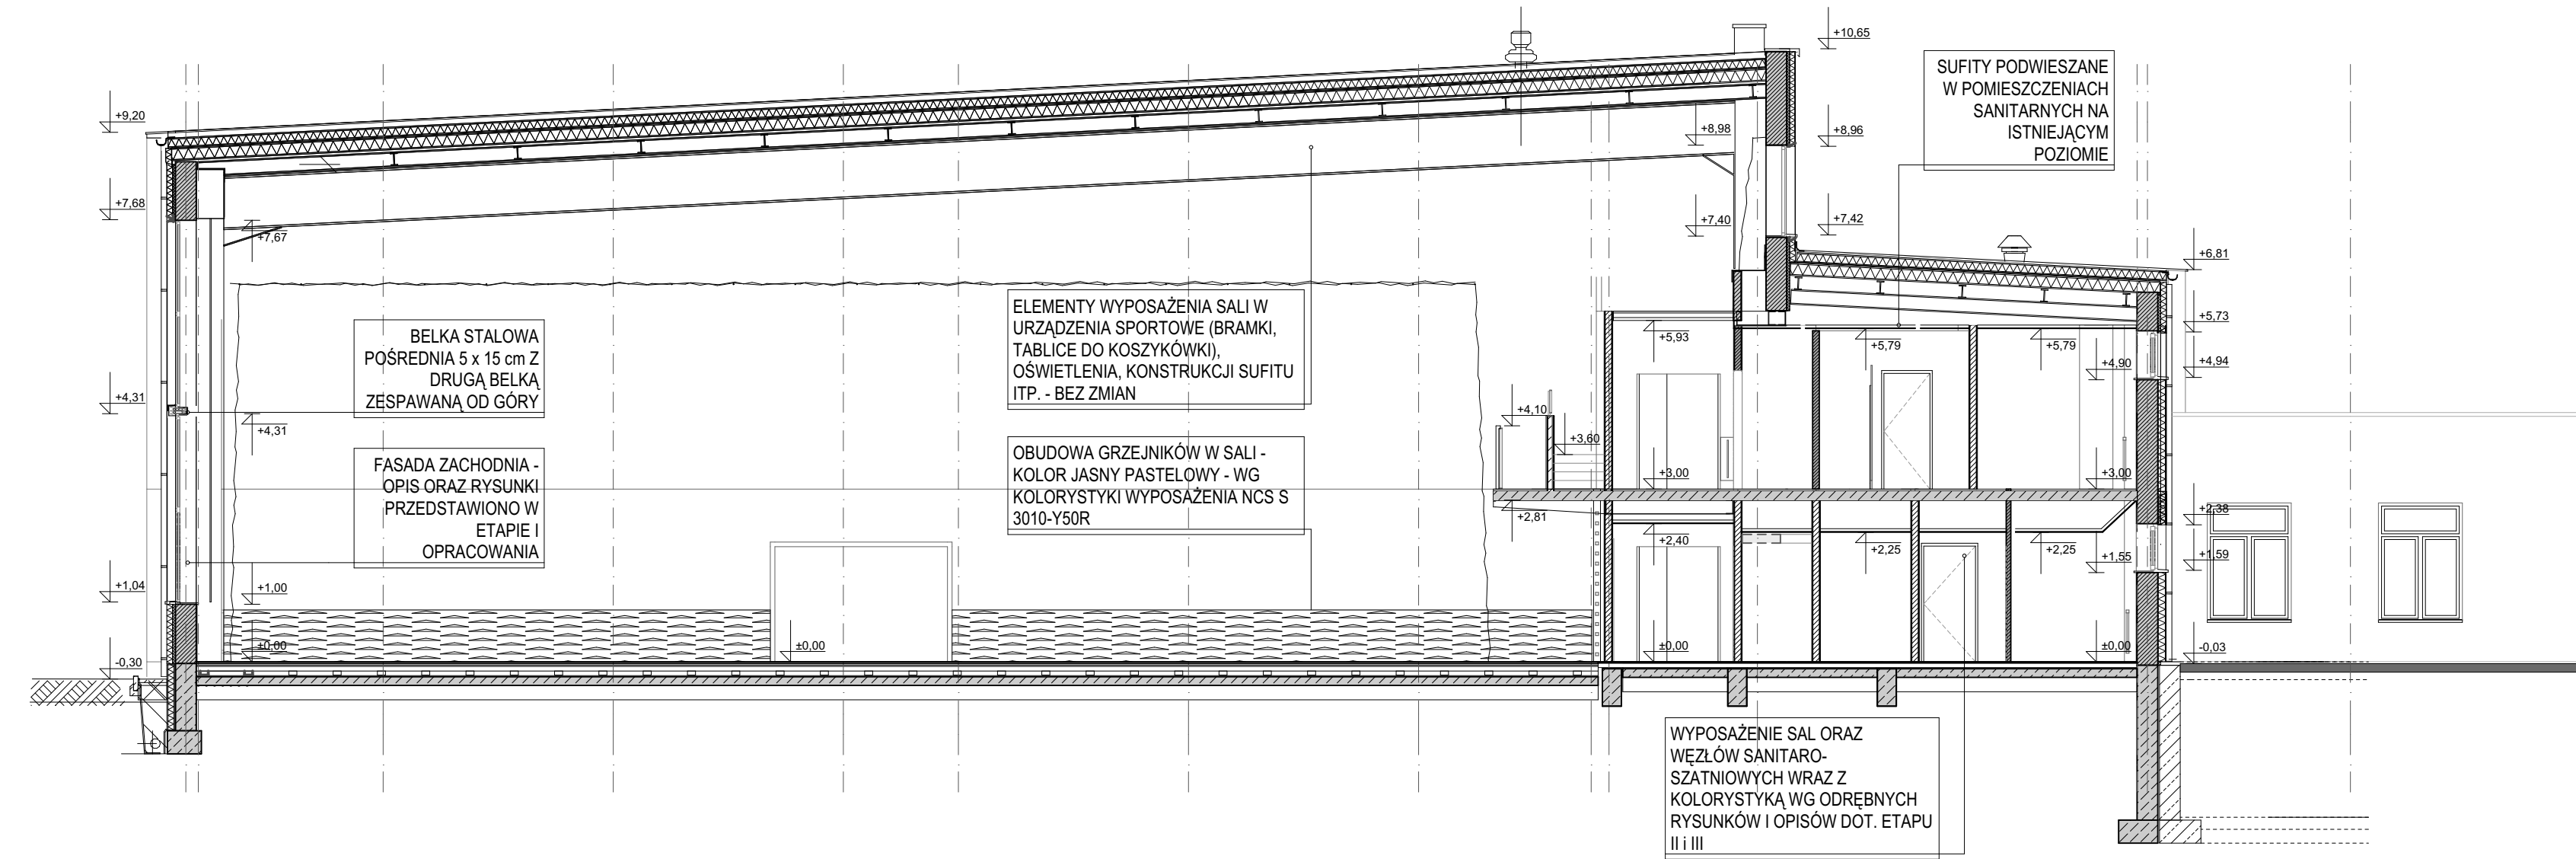 +10,65
SUFITY PODWIESZANE
W POMIESZCZENIACH
SANITARNYCH NA
ISTNIEJĄCYM
POZIOMIE
+9,20
+8,98
+8,96
+7,68
+7,67
+7,40
+7,42
+6,81
BELKA STALOWA
POŚREDNIA 5 x 15 cm Z
DRUGĄ BELKĄ
ZESPAWANĄ OD GÓRY
ELEMENTY WYPOSAŻENIA SALI W
URZĄDZENIA SPORTOWE (BRAMKI,
TABLICE DO KOSZYKÓWKI),
OŚWIETLENIA, KONSTRUKCJI SUFITU
ITP. - BEZ ZMIAN
+5,93
+5,79
+5,79
+5,73
+4,90
+4,94
+4,31
+4,31
+4,10
+3,60
FASADA ZACHODNIA -
OPIS ORAZ RYSUNKI
PRZEDSTAWIONO W
ETAPIE I
OPRACOWANIA
OBUDOWA GRZEJNIKÓW W SALI -
KOLOR JASNY PASTELOWY - WG
KOLORYSTYKI WYPOSAŻENIA NCS S
3010-Y50R
+3,00
+3,00
+2,81
+2,38
+2,40
+2,25
+2,25
+1,55
+1,59
+1,04
+1,00
±0,00
±0,00
±0,00
±0,00
-0,30
-0,03
WYPOSAŻENIE SAL ORAZ
WĘZŁÓW SANITARO-
SZATNIOWYCH WRAZ Z
KOLORYSTYKĄ WG ODRĘBNYCH
RYSUNKÓW I OPISÓW DOT. ETAPU
II i III